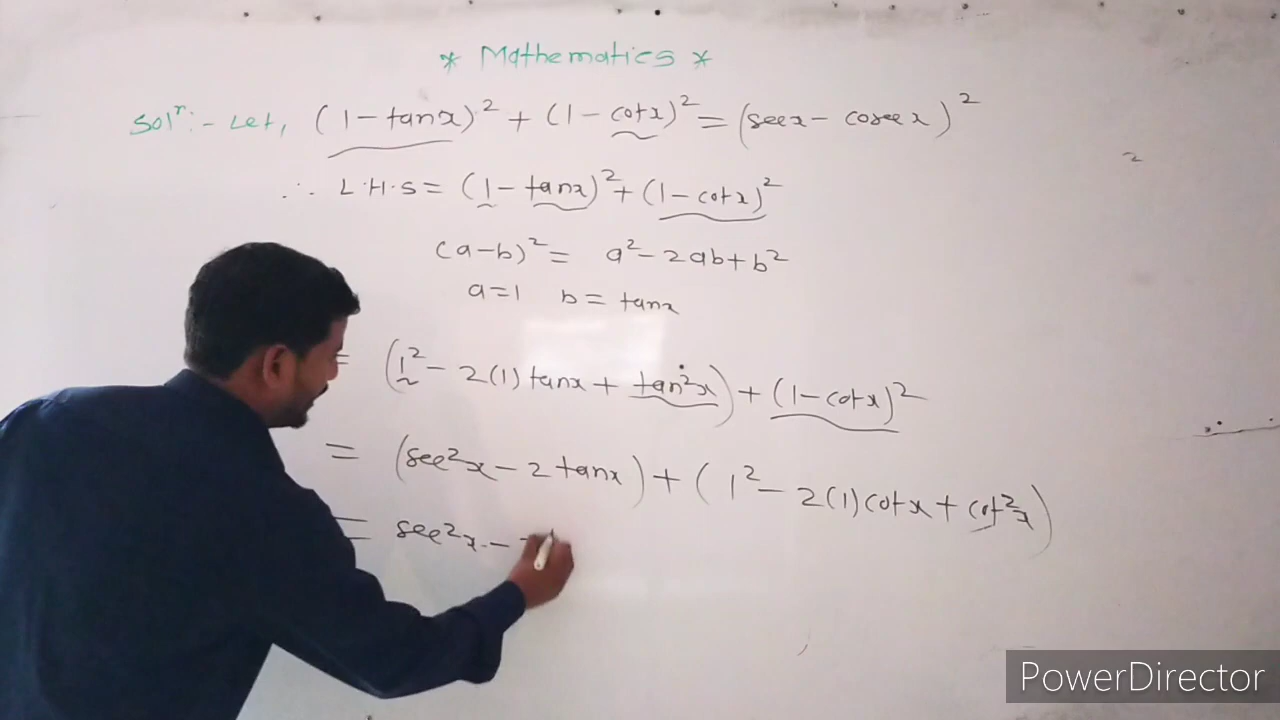 * Mathematics *
Solⁿ:- Let, (1-tanx)² + (1-cotx)² = (secx - cosecx)²
∴ L.H.S = (1-tanx)² + (1-cotx)²
(a-b)² = a² - 2ab + b²
a=1 b = tanx
= (1² - 2(1) tanx + tan²x) + (1-cotx)²
= (sec²x - 2 tanx) + (1² - 2(1) cotx + cot²x)
= sec²x -
PowerDirector